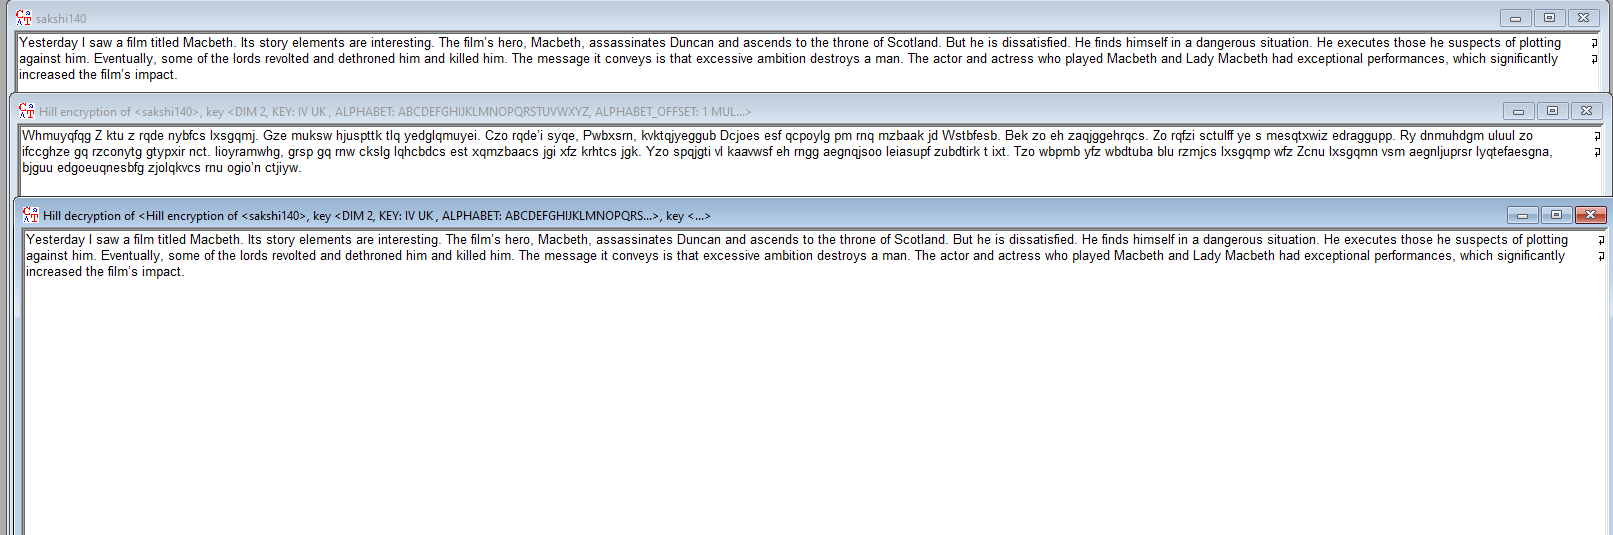 sakshi140
Yesterday I saw a film titled Macbeth. Its story elements are interesting. The film's hero, Macbeth, assassinates Duncan and ascends to the throne of Scotland. But he is dissatisfied. He finds himself in a dangerous situation. He executes those he suspects of plotting
against him. Eventually, some of the lords revolted and dethroned him and killed him. The message it conveys is that excessive ambition destroys a man. The actor and actress who played Macbeth and Lady Macbeth had exceptional performances, which significantly
increased the film's impact.
Hill encryption of <sakshi140>, key <DIM 2, KEY: IV UK , ALPHABET: ABCDEFGHIJKLMNOPQRSTUVWXYZ, ALPHABET_OFFSET: 1 MUL...>
Whmuyqfqg Z ktu z rqde nybfcs lxsgqmj. Gze muksw hjuspttk tlq yedglqmuyei. Czo rqde'i syqe, Pwbxsrn, kvktqjyeggub Dcjoes esf qcpoylg pm rnq mzbaak jd Wstbfesb. Bek zo eh zaqjggehrqcs. Zo rqfzi sctulff ye s mesqtxwiz edraggupp. Ry dnmuhdgm uluul zo
ifccghze gq rzconytg gtypxir nct. Iioyramwhg, grsp gq rnw ckslg lqhcbdcs est xqmzbaacs jgi xfz krhtcs jgk. Yzo spqjgti vl kaavwsf eh rngg aegnqjsoo leiasupf zubdtirk t ixt. Tzo wbpmb yfz wbdtuba blu rzmjcs lxsgqmp wfz Zcnu lxsgqmn vsm aegnljuprsr lyqtefaesgna,
bjguu edgoeuqnesbfg zjolqkvcs rnu ogio'n ctjiyw.
Hill decryption of <Hill encryption of <sakshi140>, key <DIM 2, KEY: IV UK , ALPHABET: ABCDEFGHIJKLMNOPQRS...>, key <...>
Yesterday I saw a film titled Macbeth. Its story elements are interesting. The film's hero, Macbeth, assassinates Duncan and ascends to the throne of Scotland. But he is dissatisfied. He finds himself in a dangerous situation. He executes those he suspects of plotting
against him. Eventually, some of the lords revolted and dethroned him and killed him. The message it conveys is that excessive ambition destroys a man. The actor and actress who played Macbeth and Lady Macbeth had exceptional performances, which significantly
increased the film's impact.